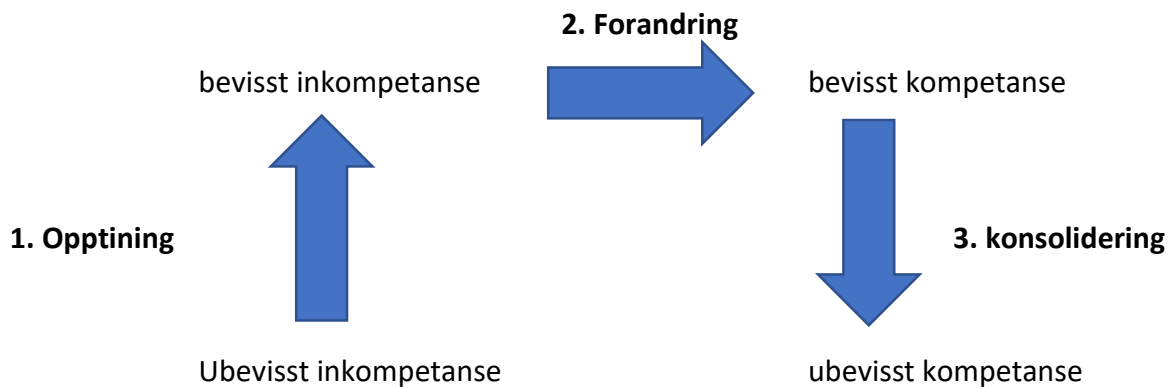 2. Forandring
bevisst inkompetanse
bevisst kompetanse
1. Opptining
3. konsolidering
Ubevisst inkompetanse
ubevisst kompetanse